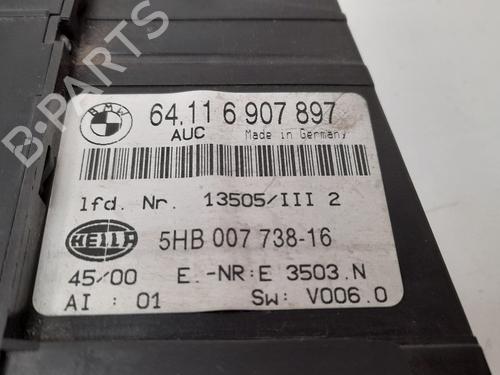 BMW
64.11 6 907 897
AUC Made in Germany
lfd. Nr. 13505/III 2
HELLA 5HB 007 738-16
45/00 E.-NR:E 3503.N
AI : 01 SW: V006.0
B-PARTS